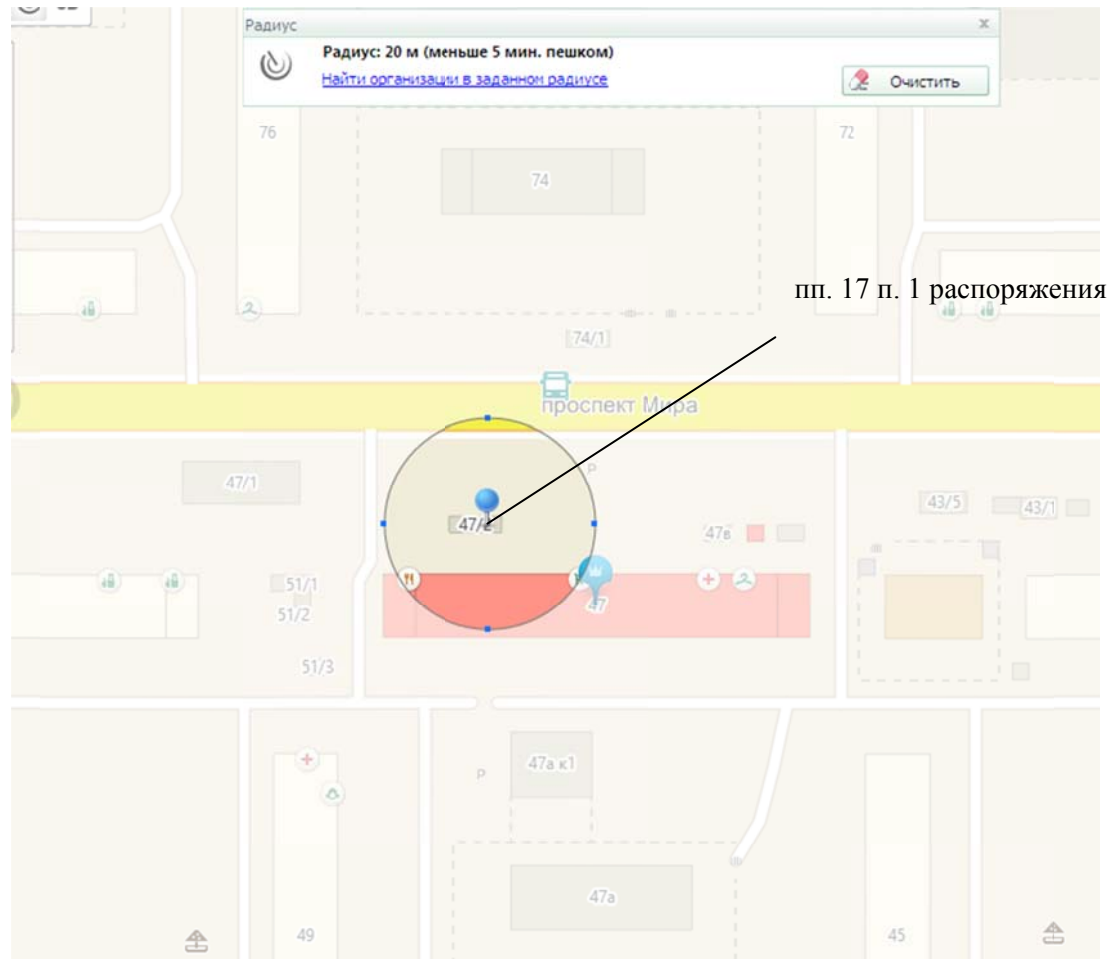 Радиус
Радиус: 20 м (меньше 5 мин. пешком)
Найти организации в заданном радиусе
Очистить
76
72
74
пп. 17 п. 1 распоряжения
74/1
проспект Мира
P
47/1
47/2
47в
43/5
43/1
51/1
47
51/2
51/3
47а к1
P
47а
49
45